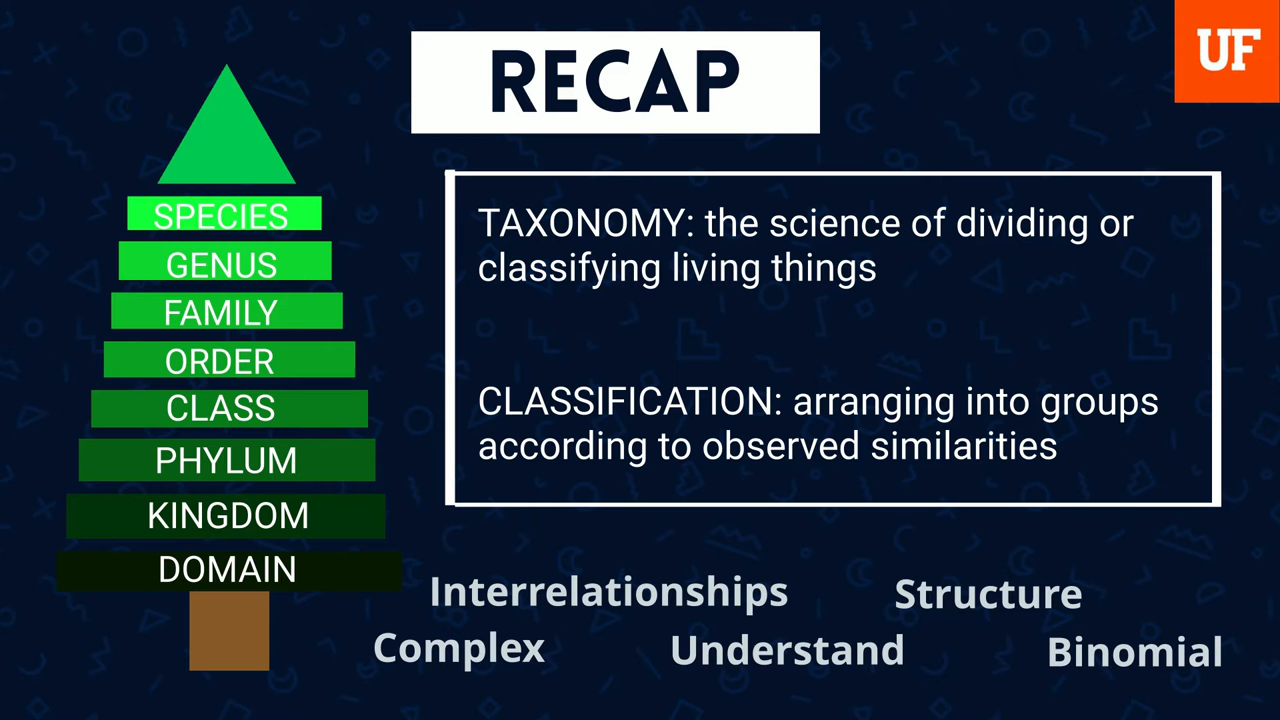 RECAP
UF
SPECIES
GENUS
FAMILY
ORDER
CLASS
PHYLUM
KINGDOM
DOMAIN
TAXONOMY: the science of dividing or
classifying living things
CLASSIFICATION: arranging into groups
according to observed similarities
Interrelationships
Structure
Complex
Understand
Binomial